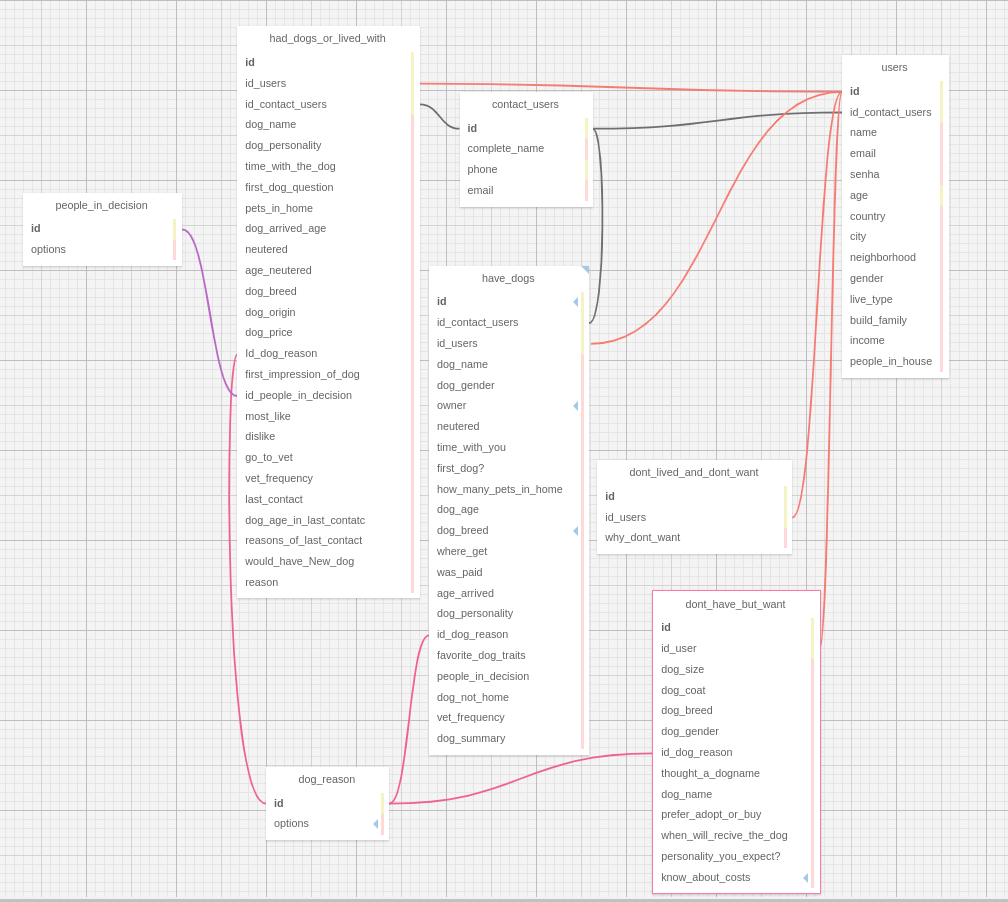 had_dogs_or_lived_with
id
id_users
id_contact_users
dog_name
dog_personality
time_with_the_dog
first_dog_question
pets_in_home
dog_arrived_age
neutered
age_neutered
dog_breed
dog_origin
dog_price
Id_dog_reason
first_impression_of_dog
id_people_in_decision
most_like
dislike
go_to_vet
vet_frequency
last_contact
dog_age_in_last_contatc
reasons_of_last_contact
would_have_New_dog
reason
contact_users
id
complete_name
phone
email
users
id
id_contact_users
name
email
senha
age
country
city
neighborhood
gender
live_type
build_family
income
people_in_house
people_in_decision
id
options
have_dogs
id
id_contact_users
id_users
dog_name
dog_gender
owner
neutered
time_with_you
first_dog?
how_many_pets_in_home
dog_age
dog_breed
where_get
was_paid
age_arrived
dog_personality
id_dog_reason
favorite_dog_traits
people_in_decision
dog_not_home
vet_frequency
dog_summary
dont_lived_and_dont_want
id
id_users
why_dont_want
dont_have_but_want
id
id_user
dog_size
dog_coat
dog_breed
dog_gender
id_dog_reason
thought_a_dogname
dog_name
prefer_adopt_or_buy
when_will_recive_the_dog
personality_you_expect?
know_about_costs
dog_reason
id
options